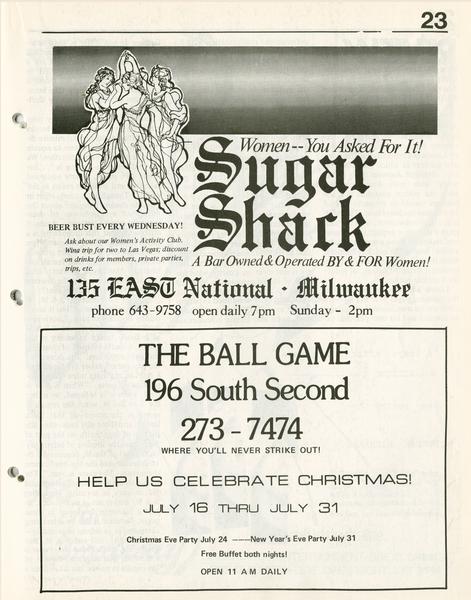 23
Women--You Asked For It!
Sugar
Shack
BEER BUST EVERY WEDNESDAY!
Ask about our Women's Activity Club.
Wina trip for two to Las Vegas; discount
on drinks for members, private parties,
trips, etc.
A Bar Owned & Operated BY & FOR Women!
135 EAST National • Milwaukee
phone 643-9758 open daily 7pm Sunday - 2pm
THE BALL GAME
196 South Second
273-7474
WHERE YOU'LL NEVER STRIKE OUT!
HELP US CELEBRATE CHRISTMAS!
JULY 16 THRU JULY 31
Christmas Eve Party July 24 ---New Year's Eve Party July 31
Free Buffet both nights!
OPEN 11 AM DAILY